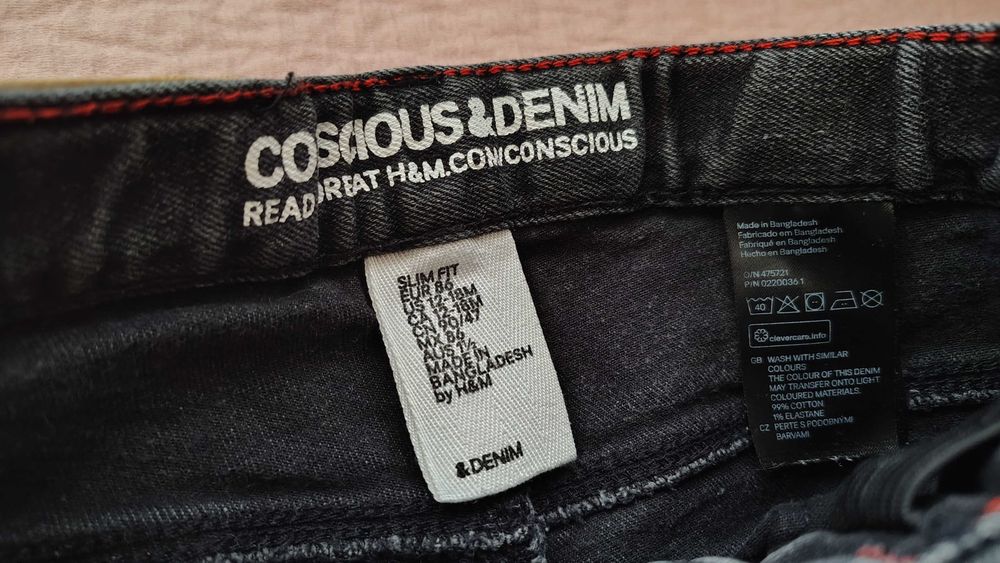 COSCIOUS&DENIM
READ GREAT H&M.COM/CONSCIOUS
SLIM FIT
EUR 86
US 12-18M
CA 12-18M
CN 90/47
MX 86
AUS 1½
MADE IN
BANGLADESH
by H&M
&DENIM
Made in Bangladesh
Fabricado em Bangladesh
Fabriqué en Bangladesh
Hecho en Bangladesh
O/N 475721
P/N 0220036.1
40
clevercare.info
GB WASH WITH SIMILAR
COLOURS
THE COLOUR OF THIS DENIM
MAY TRANSFER ONTO LIGHT
COLOURED MATERIALS.
99% COTTON
1% ELASTANE
CZ PERTE S PODOBNÝMI
BARVAMI